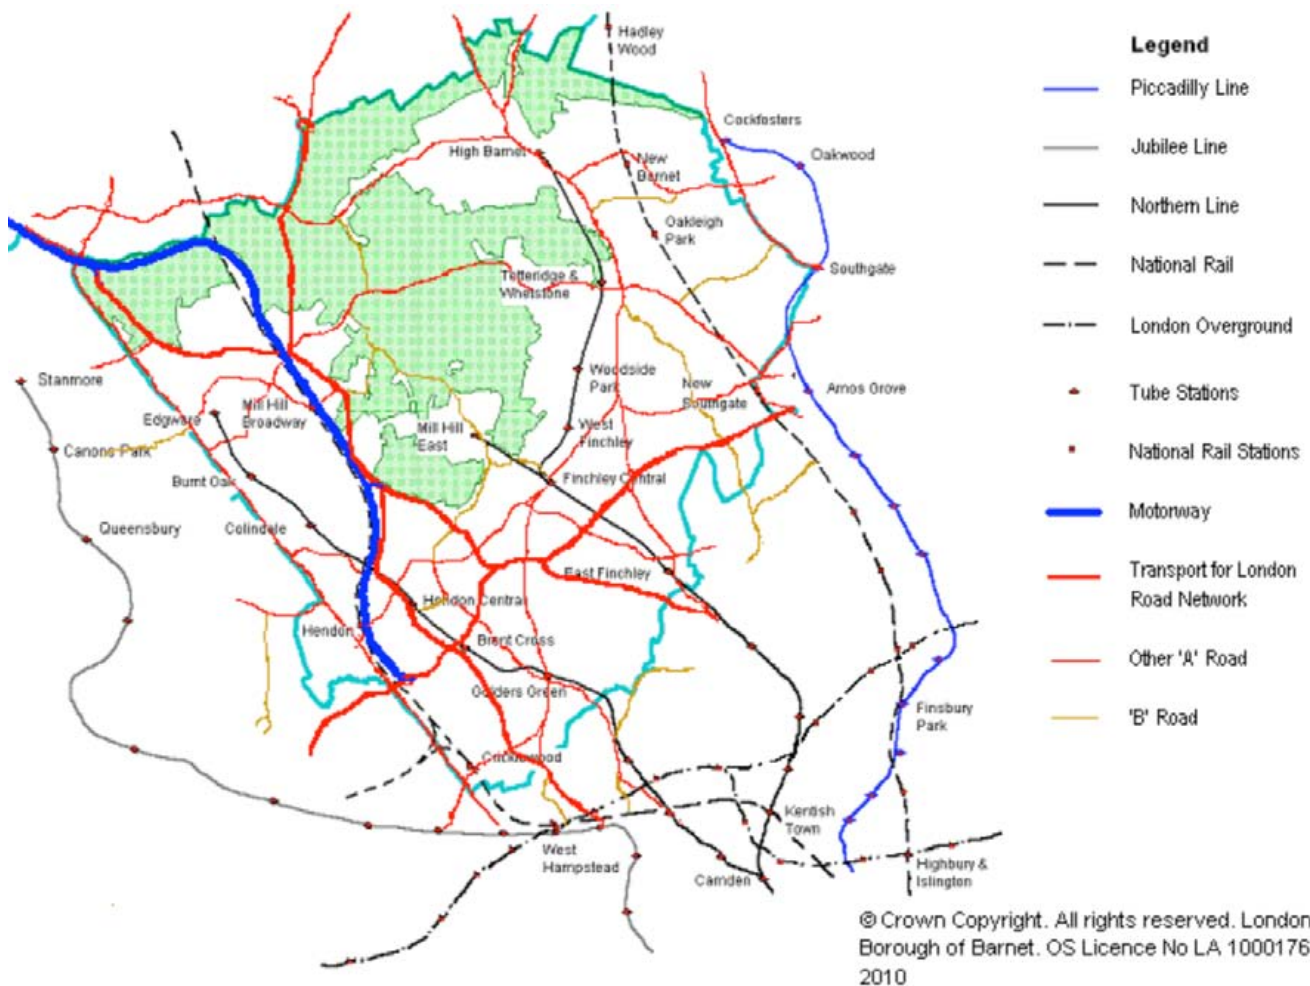 Hadley
Wood
Cockfosters
Oakwood
High Barnet
New
Barnet
Oakleigh
Park
Southgate
Totteridge &
Whetstone
Stanmore
Woodside
Park
New
Southgate
Arnos Grove
Edgware
Mill Hill
Broadway
Mill Hill
East
West
Finchley
Canons Park
Burnt Oak
Finchley Central
Queensbury
Colindale
East Finchley
Hendon Central
Hendon
Brent Cross
Golders Green
Finsbury
Park
Cricklewood
Kentish
Town
West
Hampstead
Camden
Highbury &
Islington
Legend
Piccadilly Line
Jubilee Line
Northern Line
National Rail
London Overground
Tube Stations
National Rail Stations
Motorway
Transport for London
Road Network
Other 'A' Road
'B' Road
© Crown Copyright. All rights reserved. London
Borough of Barnet. OS Licence No LA 1000176
2010